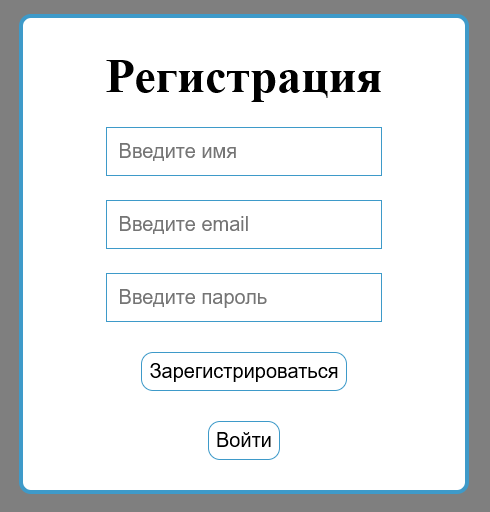 Регистрация
Введите имя
Введите email
Введите пароль
Зарегистрироваться
Войти